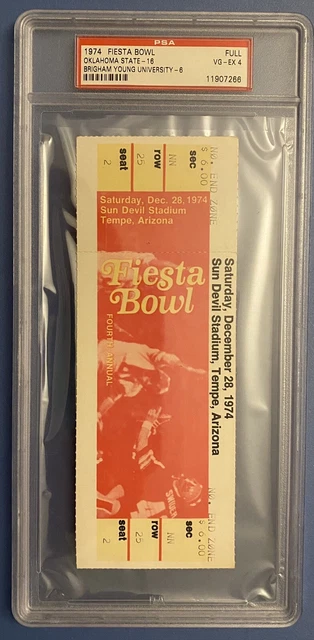 PSA
1974 FIESTA BOWL
OKLAHOMA STATE-16
BRIGHAM YOUNG UNIVERSITY-6
FULL
VG-EX 4
11907266
NO. END ZONE
$ 6.00
sec
NN
row
25
seat
2
Saturday, Dec. 28, 1974
Sun Devil Stadium
Tempe, Arizona
Fiesta
Bowl
FOURTH ANNUAL
Saturday, December 28, 1974
Sun Devil Stadium, Tempe, Arizona
NO. END ZONE
$ 6.00
sec
NN
row
25
seat
2